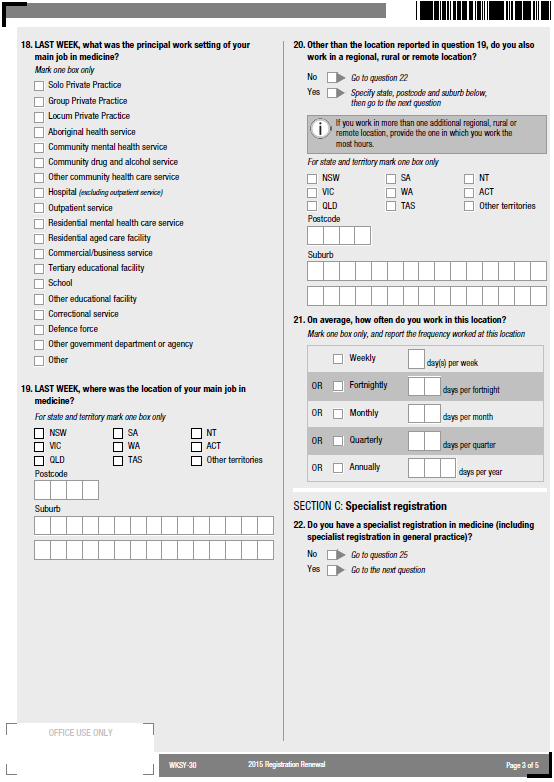 18. LAST WEEK, what was the principal work setting of your
main job in medicine?
Mark one box only
Solo Private Practice
Group Private Practice
Locum Private Practice
Aboriginal health service
Community mental health service
Community drug and alcohol service
Other community health care service
Hospital (excluding outpatient service)
Outpatient service
Residential mental health care service
Residential aged care facility
Commercial/business service
Tertiary educational facility
School
Other educational facility
Correctional service
Defence force
Other government department or agency
Other
19. LAST WEEK, where was the location of your main job in
medicine?
For state and territory mark one box only
NSW SA NT
VIC WA ACT
QLD TAS Other territories
Postcode
Suburb
20. Other than the location reported in question 19, do you also
work in a regional, rural or remote location?
No Go to question 22
Yes Specify state, postcode and suburb below,
then go to the next question
i If you work in more than one additional regional, rural or
remote location, provide the one in which you work the
most hours.
For state and territory mark one box only
NSW SA NT
VIC WA ACT
QLD TAS Other territories
Postcode
Suburb
21. On average, how often do you work in this location?
Mark one box only, and report the frequency worked at this location
Weekly day(s) per week
OR Fortnightly days per fortnight
OR Monthly days per month
OR Quarterly days per quarter
OR Annually days per year
SECTION C: Specialist registration
22. Do you have a specialist registration in medicine (including
specialist registration in general practice)?
No Go to question 25
Yes Go to the next question
OFFICE USE ONLY
WKSY-30 2015 Registration Renewal Page 3 of 5